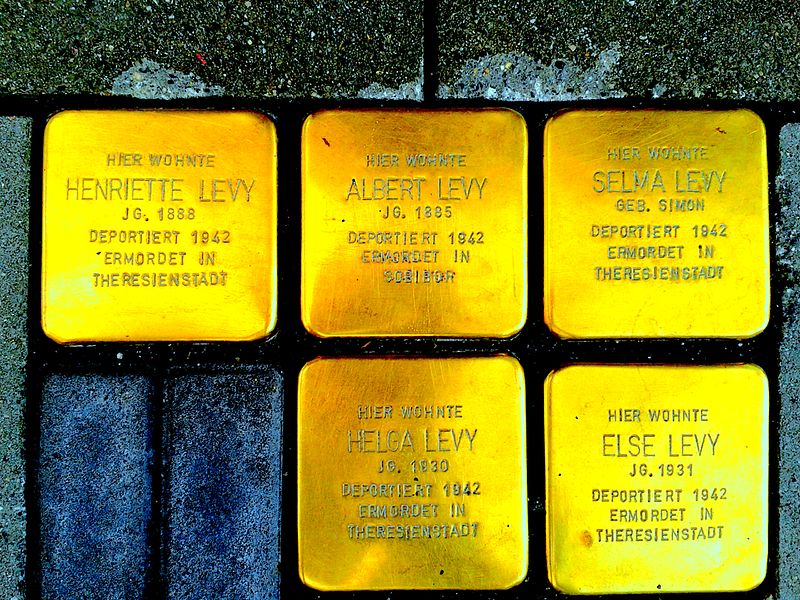 HIER WOHNTE
HENRIETTE LEVY
JG. 1888
DEPORTIERT 1942
ERMORDET IN
THERESIENSTADT
HIER WOHNTE
ALBERT LEVY
JG. 1885
DEPORTIERT 1942
ERMORDET IN
SOBIBOR
HIER WOHNTE
SELMA LEVY
GEB. SIMON
DEPORTIERT 1942
ERMORDET IN
THERESIENSTADT
HIER WOHNTE
HELGA LEVY
JG. 1930
DEPORTIERT 1942
ERMORDET IN
THERESIENSTADT
HIER WOHNTE
ELSE LEVY
JG. 1931
DEPORTIERT 1942
ERMORDET IN
THERESIENSTADT